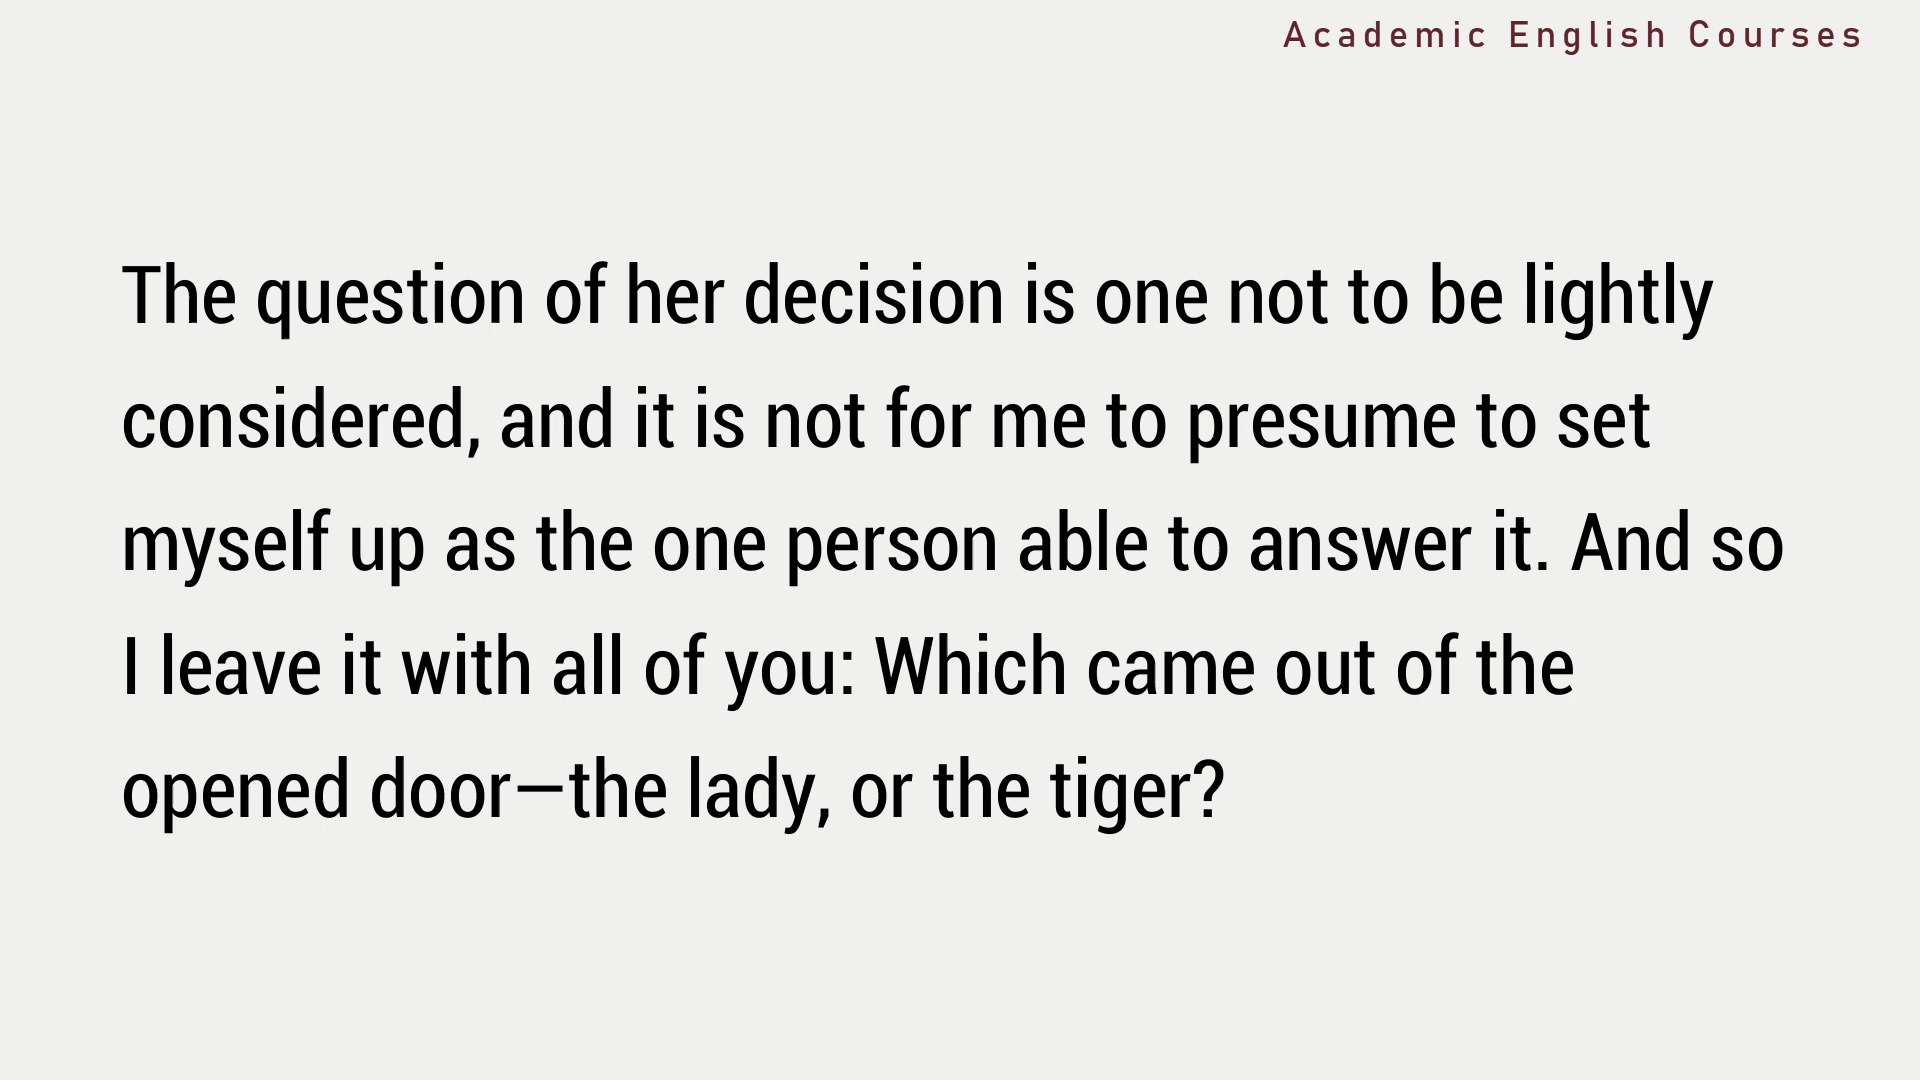 Academic English Courses
The question of her decision is one not to be lightly
considered, and it is not for me to presume to set
myself up as the one person able to answer it. And so
I leave it with all of you: Which came out of the
opened door—the lady, or the tiger?